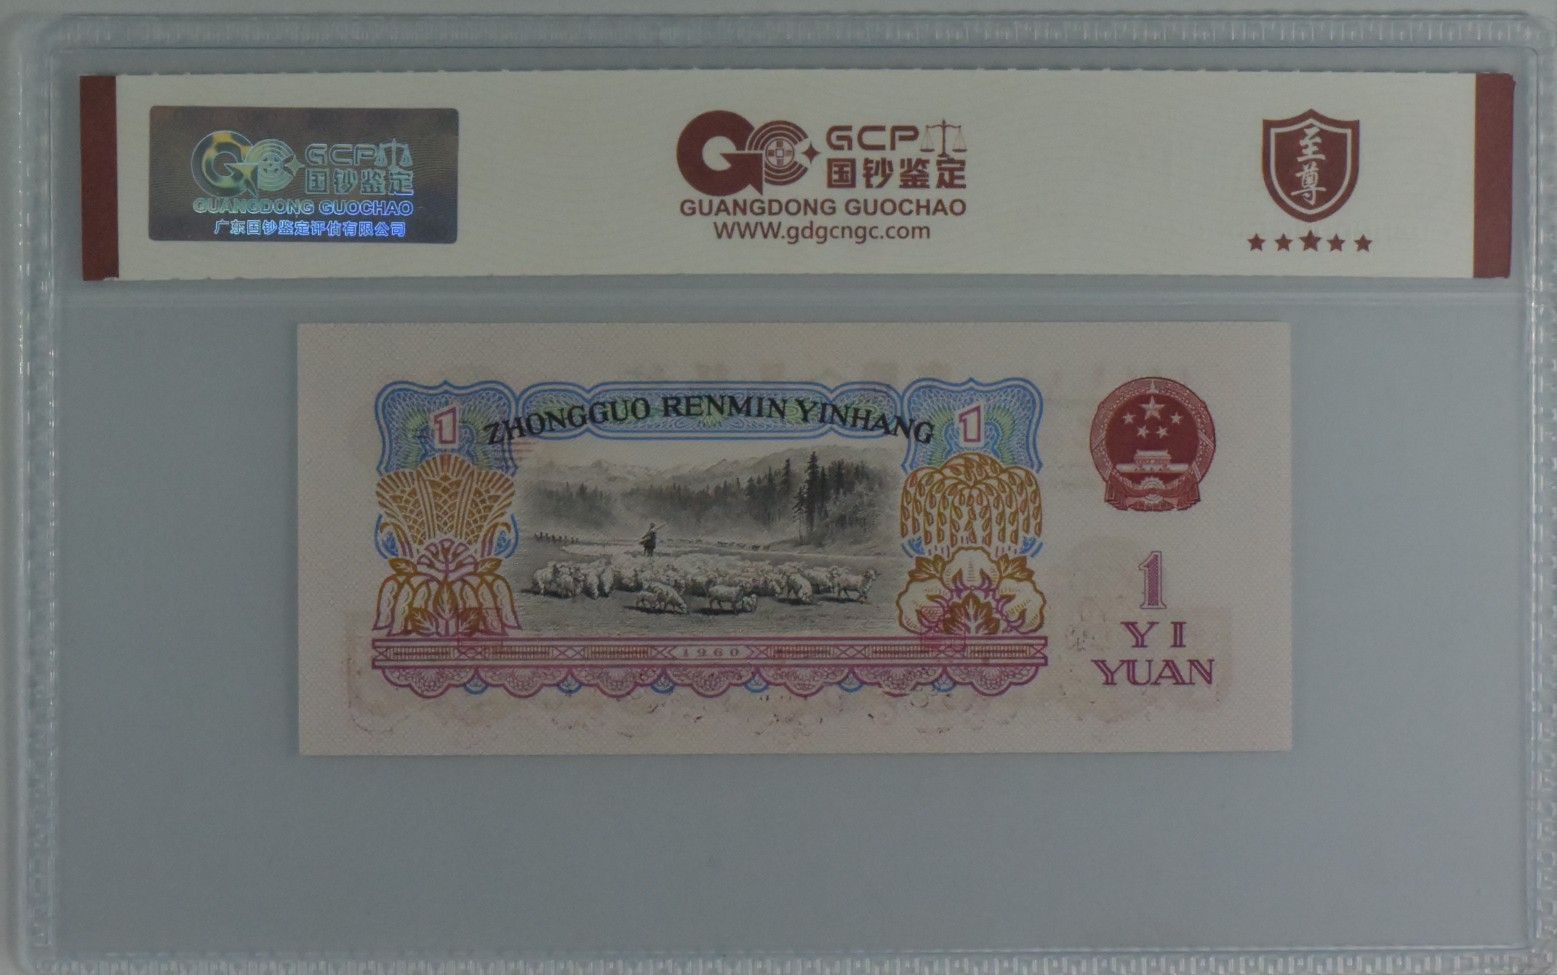 GCP
国钞鉴定
GUANGDONG GUOCHAO
广东国钞鉴定评估有限公司
GC GCP
国钞鉴定
GUANGDONG GUOCHAO
WWW.gdgcngc.com
至
尊
1 ZHONGGUO RENMIN YINHANG 1
1960
1
YI
YUAN